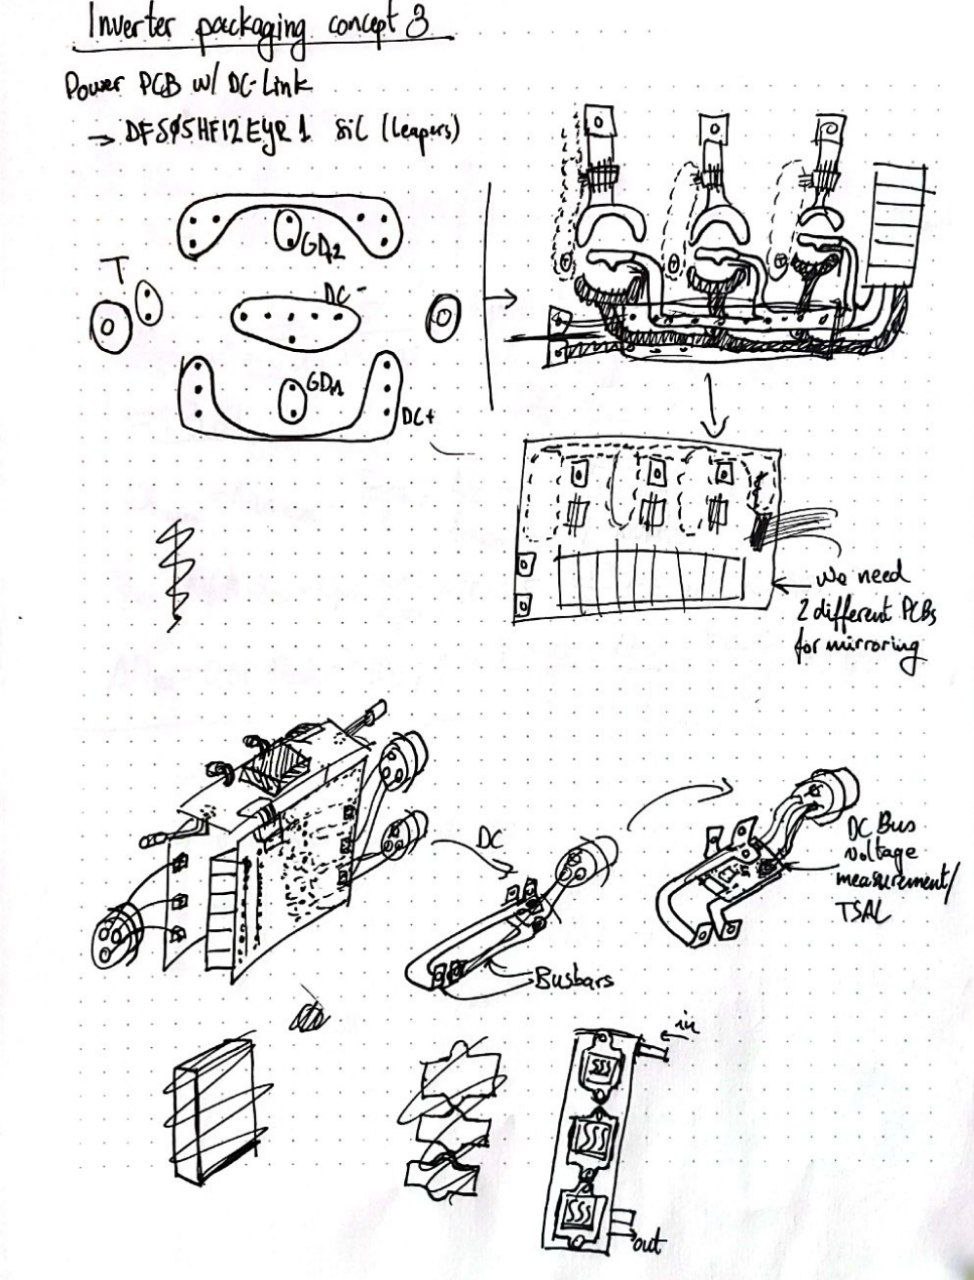 Inverter packaging concept 3
Power PCB w/ DC-Link
→ DFS05HF12EYR1 SiC (Leapers)
GD2
T
DC-
GD1
DC+
We need
2 different PCBs
for mirroring
DC
DC Bus
voltage
measurement/
TSAL
Busbars
in
out